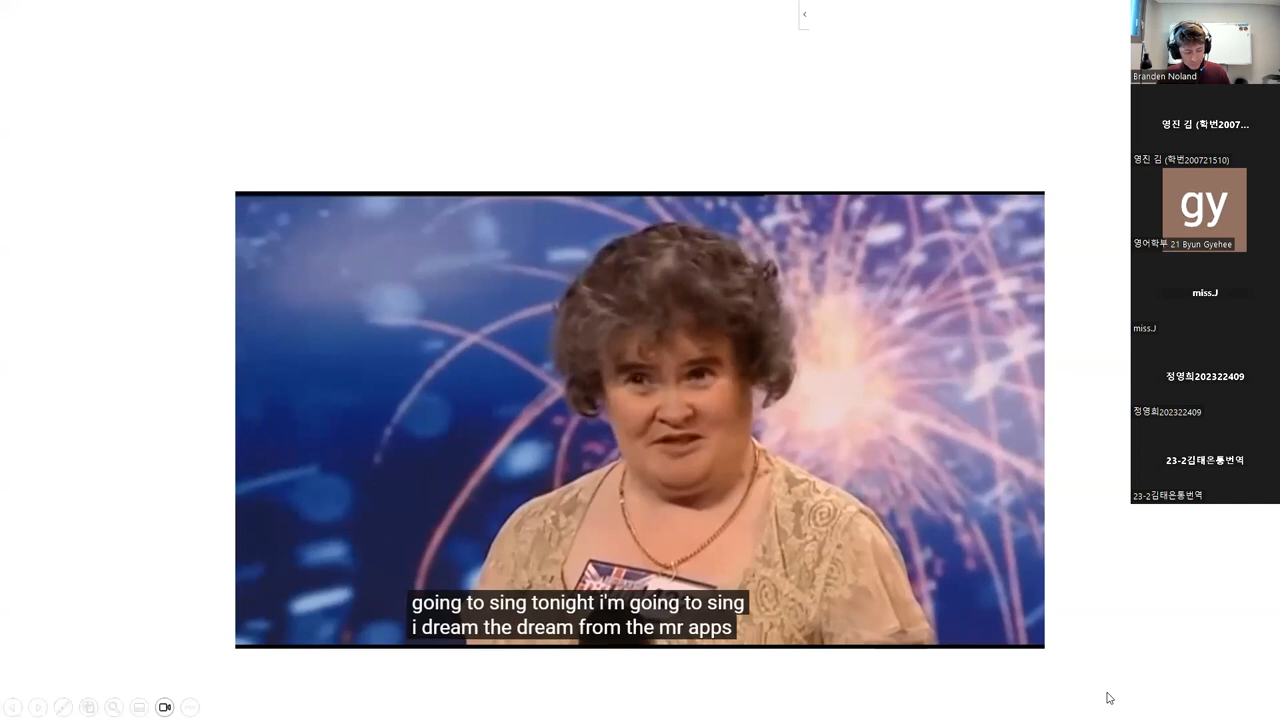 Branden Noland
영진 김 (학번2007...
영진 김 (학번200721510)
gy
영어학부 21 Byun Gyehee
miss.J
miss.J
정영희202322409
정영희202322409
23-2김태은통번역
23-2김태은통번역
going to sing tonight i'm going to sing
i dream the dream from the mr apps